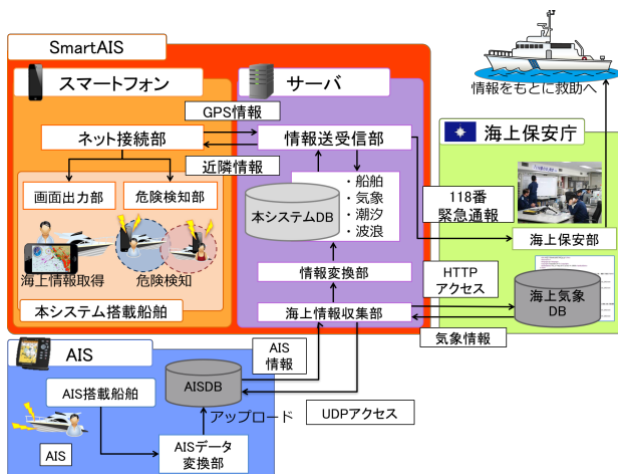 SmartAIS
スマートフォン
サーバ
GPS情報
ネット接続部
情報送受信部
近隣情報
画面出力部
危険検知部
海上情報取得
危険検知
本システム搭載船舶
本システムDB
・船舶
・気象
・潮汐
・波浪
情報変換部
海上情報収集部
情報をもとに救助へ
海上保安庁
118番
緊急通報
海上保安部
HTTP
アクセス
海上気象
DB
気象情報
AIS
AIS
情報
AISDB
AIS搭載船舶
アップロード
UDPアクセス
AIS
AISデータ
変換部